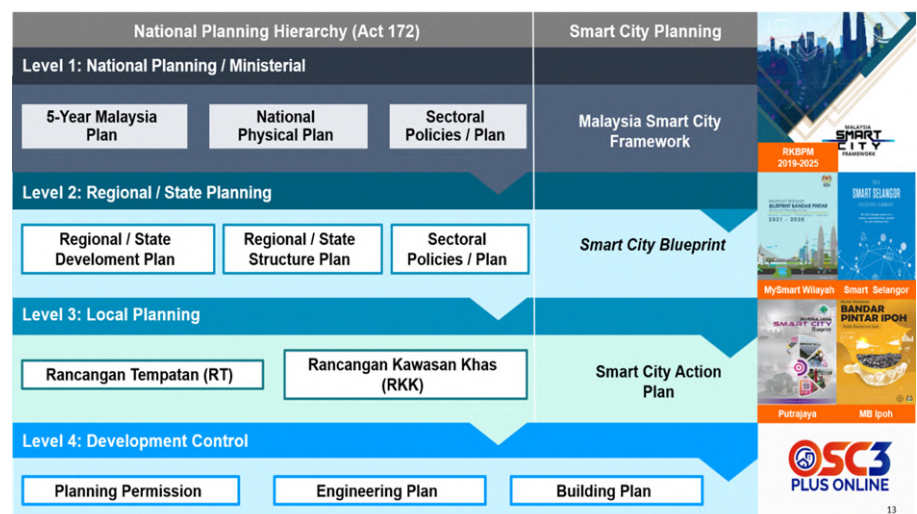 National Planning Hierarchy (Act 172)
Smart City Planning
Level 1: National Planning / Ministerial
5-Year Malaysia
Plan
National
Physical Plan
Sectoral
Policies / Plan
Malaysia Smart City
Framework
RKBPM
2019-2025
MALAYSIA
SMART
CITY
FRAMEWORK
Level 2: Regional / State Planning
Regional / State
Develoment Plan
Regional / State
Structure Plan
Sectoral
Policies / Plan
Smart City Blueprint
BLUEPRINT BANDAR PINTAR
SMART SELANGOR
MySmart Wilayah
Smart Selangor
Level 3: Local Planning
Rancangan Tempatan (RT)
Rancangan Kawasan Khas
(RKK)
Smart City Action
Plan
PUTRAJAYA
SMART CITY
Blueprint
BANDAR
PINTAR IPOH
Putrajaya
MB Ipoh
Level 4: Development Control
Planning Permission
Engineering Plan
Building Plan
OSC3
PLUS ONLINE
13